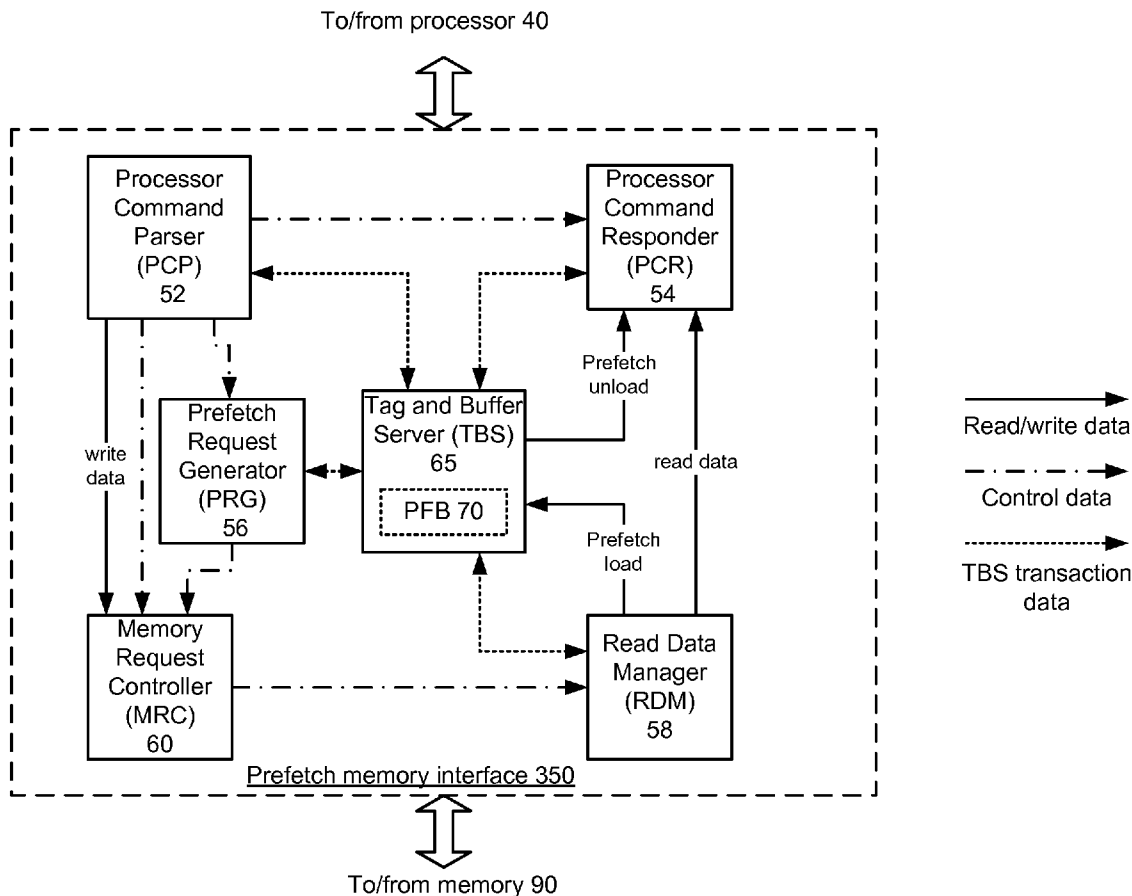 To/from processor 40
Processor
Command
Parser
(PCP)
52
Processor
Command
Responder
(PCR)
54
Prefetch
unload
Tag and Buffer
Server (TBS)
65
PFB 70
Prefetch
Request
Generator
(PRG)
56
write
data
read data
Prefetch
load
Memory
Request
Controller
(MRC)
60
Read Data
Manager
(RDM)
58
Prefetch memory interface 350
To/from memory 90
Read/write data
Control data
TBS transaction
data